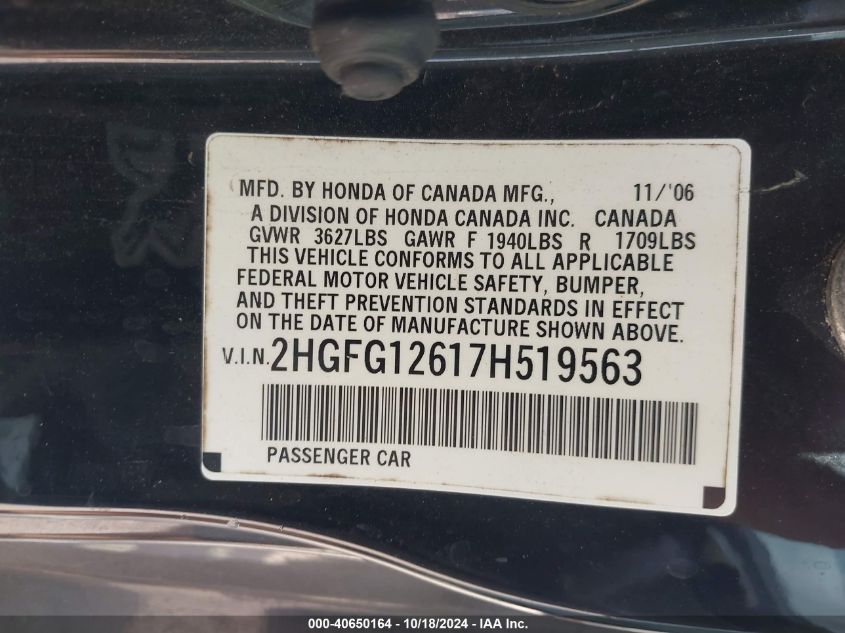 MFD. BY HONDA OF CANADA MFG., 11/'06
A DIVISION OF HONDA CANADA INC. CANADA
GVWR 3627LBS GAWR F 1940LBS R 1709LBS
THIS VEHICLE CONFORMS TO ALL APPLICABLE
FEDERAL MOTOR VEHICLE SAFETY, BUMPER,
AND THEFT PREVENTION STANDARDS IN EFFECT
ON THE DATE OF MANUFACTURE SHOWN ABOVE.
V.I.N. 2HGFG12617H519563
PASSENGER CAR
000-40650164 - 10/18/2024 - IAA Inc.